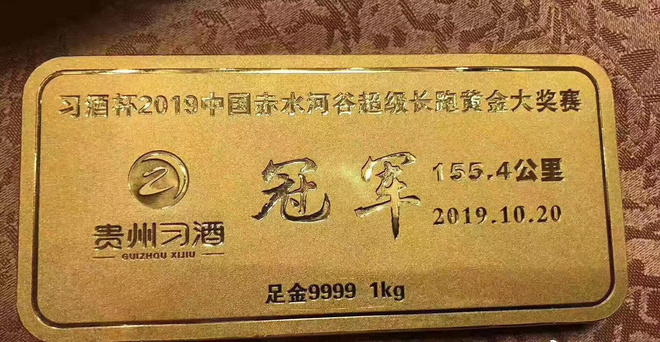 习酒杯2019中国赤水河谷超级长跑黄金大奖赛
冠军
155.4公里
2019.10.20
贵州习酒
GUIZHOU XIJIU
足金9999 1kg